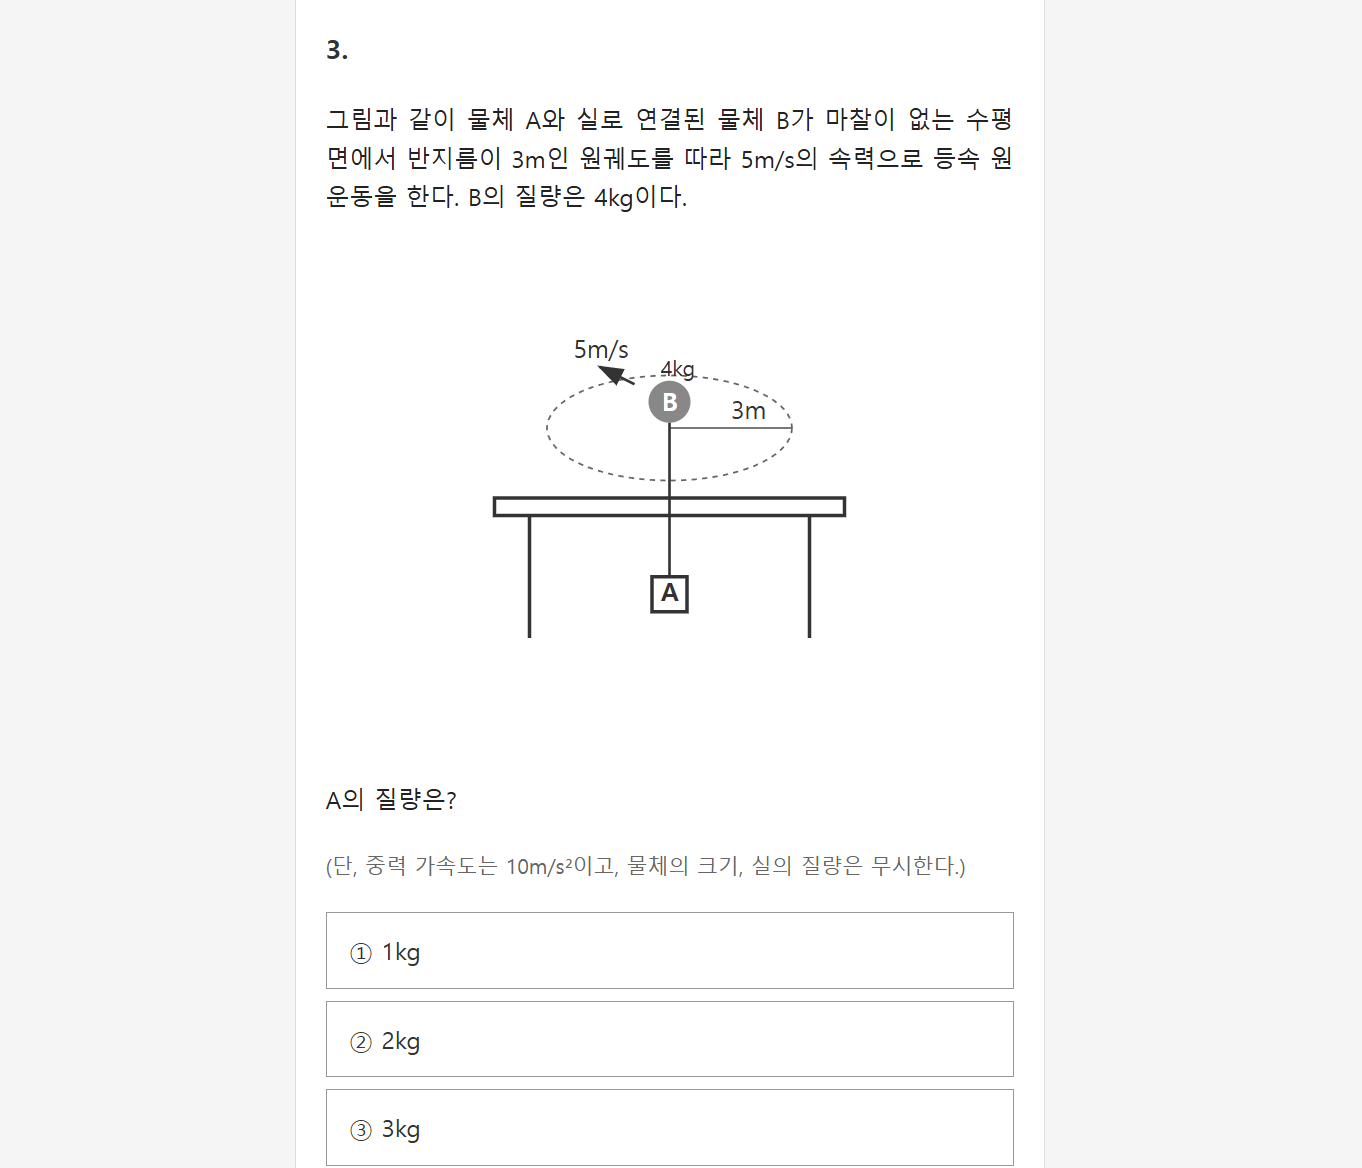 3.
그림과 같이 물체 A와 실로 연결된 물체 B가 마찰이 없는 수평
면에서 반지름이 3m인 원궤도를 따라 5m/s의 속력으로 등속 원
운동을 한다. B의 질량은 4kg이다.
5m/s
4kg
B
3m
A
A의 질량은?
(단, 중력 가속도는 10m/s²이고, 물체의 크기, 실의 질량은 무시한다.)
① 1kg
② 2kg
③ 3kg